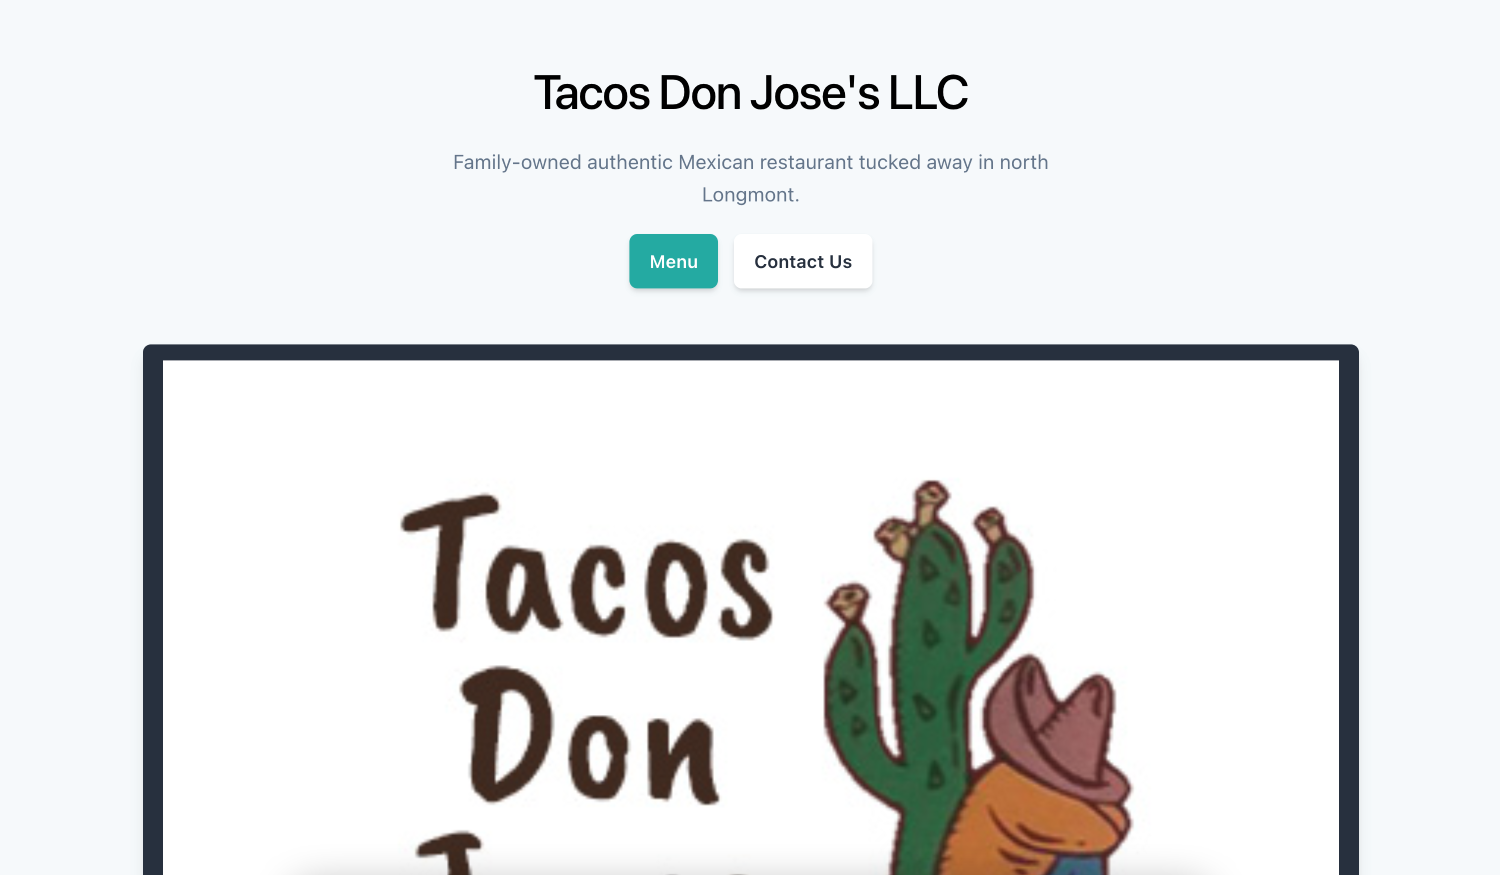 Tacos Don Jose's LLC
Family-owned authentic Mexican restaurant tucked away in north
Longmont.
Menu
Contact Us
Tacos
Don